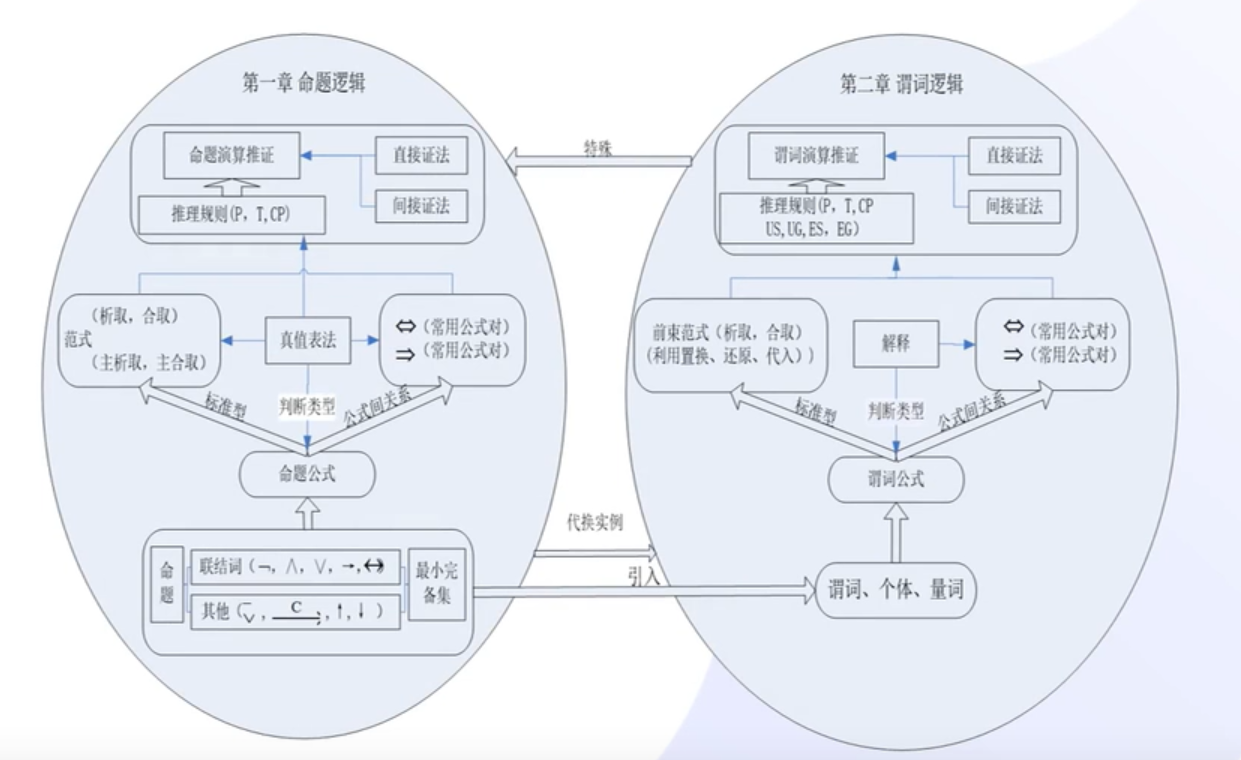 第一章 命题逻辑
命题演算推证
直接证法
间接证法
推理规则(P，T,CP)
（析取，合取）
范式
（主析取，主合取）
真值表法
⇔（常用公式对）
⇒（常用公式对）
标准型
判断类型
公式间关系
命题公式
命题
联结词（¬，∧，∨，→,↔）
其他（⊽，—C→，↑，↓）
最小完备集
特殊
代换实例
引入
第二章 谓词逻辑
谓词演算推证
直接证法
间接证法
推理规则(P，T,CP
US,UG,ES，EG)
前束范式（析取，合取）
（利用置换、还原、代入））
解释
⇔（常用公式对）
⇒（常用公式对）
标准型
判断类型
公式间关系
谓词公式
谓词、个体、量词